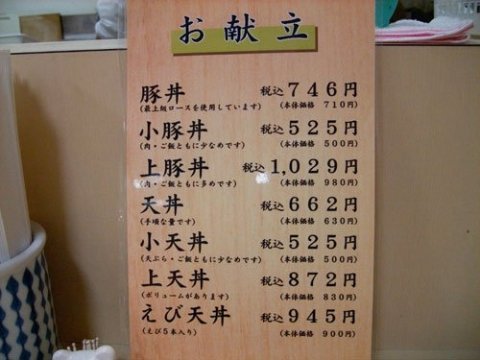 お献立
豚丼 税込746円
(最上級ロースを使用しています) (本体価格 710円)
小豚丼 税込525円
(肉・ご飯ともに少なめです) (本体価格 500円)
上豚丼 税込1,029円
(肉・ご飯ともに多めです) (本体価格 980円)
天丼 税込662円
(手頃な量です) (本体価格 630円)
小天丼 税込525円
(天ぷら・ご飯ともに少なめです) (本体価格 500円)
上天丼 税込872円
(ボリュームがあります) (本体価格 830円)
えび天丼 税込945円
(えび5本入り) (本体価格 900円)